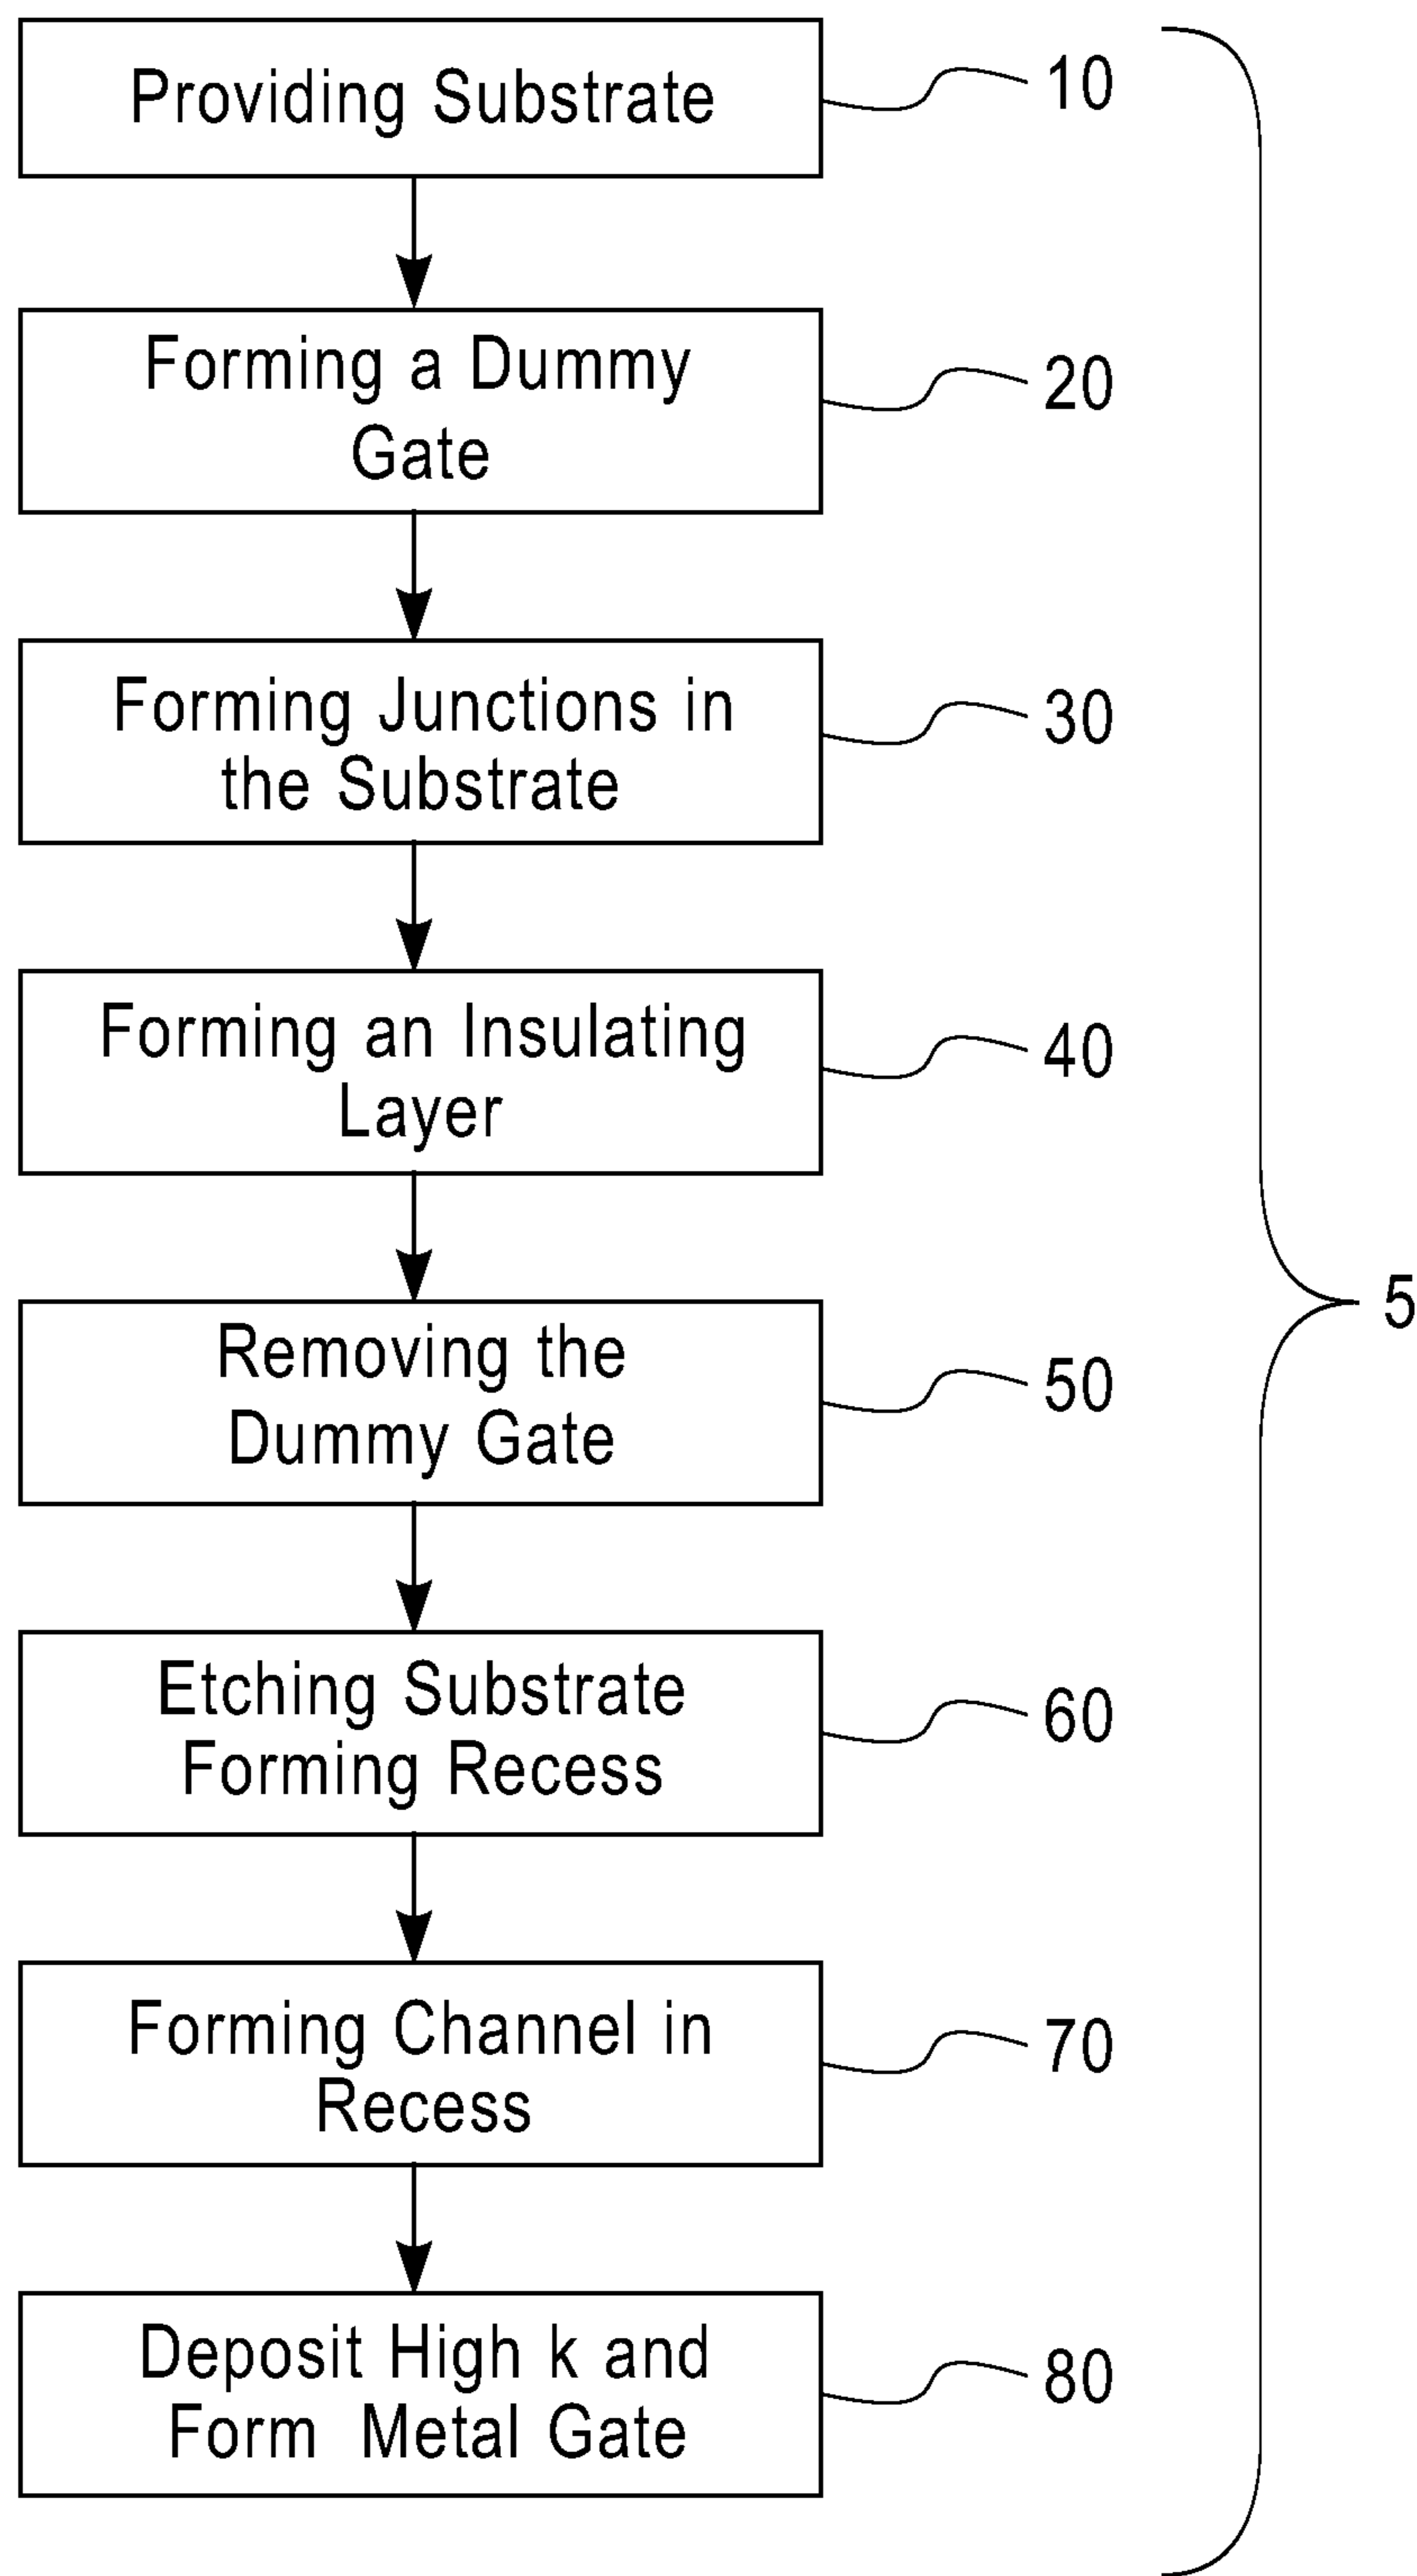 Providing Substrate
10
Forming a Dummy
Gate
20
Forming Junctions in
the Substrate
30
Forming an Insulating
Layer
40
5
Removing the
Dummy Gate
50
Etching Substrate
Forming Recess
60
Forming Channel in
Recess
70
Deposit High k and
Form Metal Gate
80